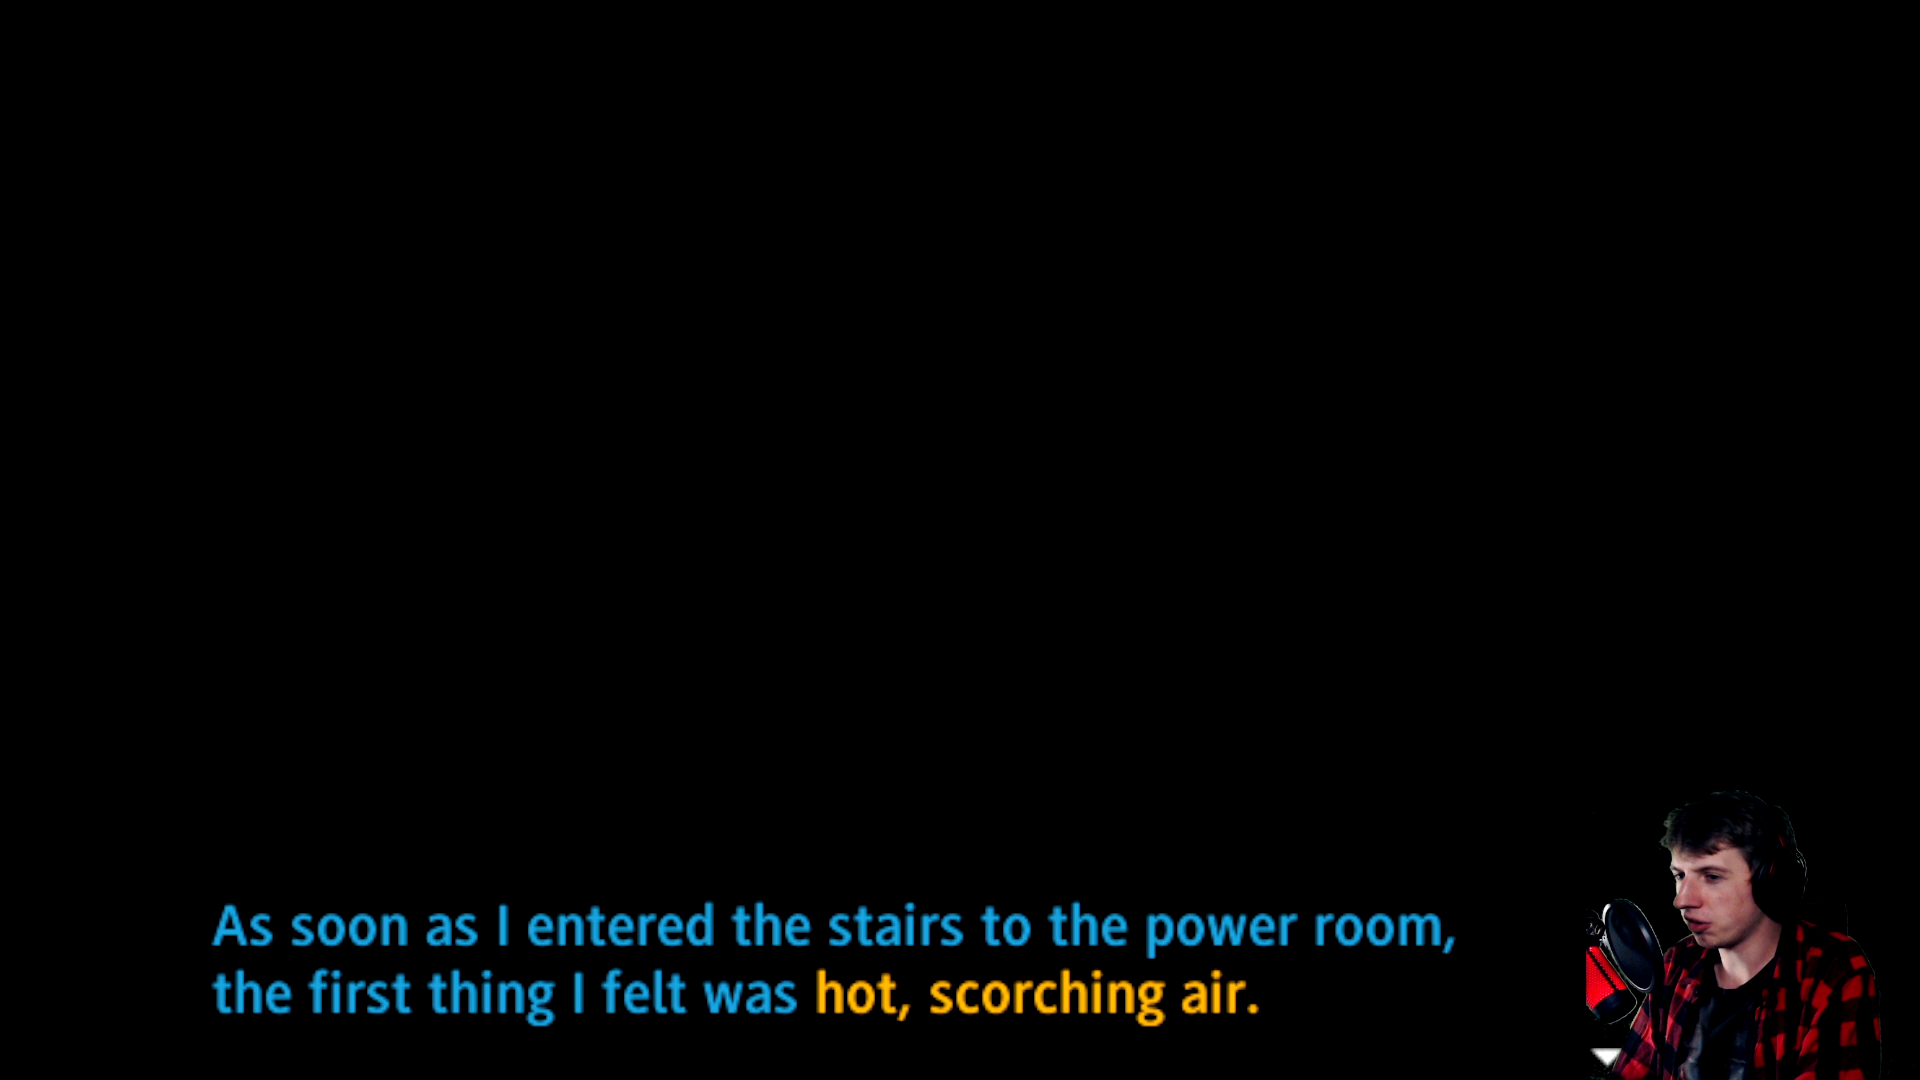 As soon as I entered the stairs to the power room,
the first thing I felt was hot, scorching air.